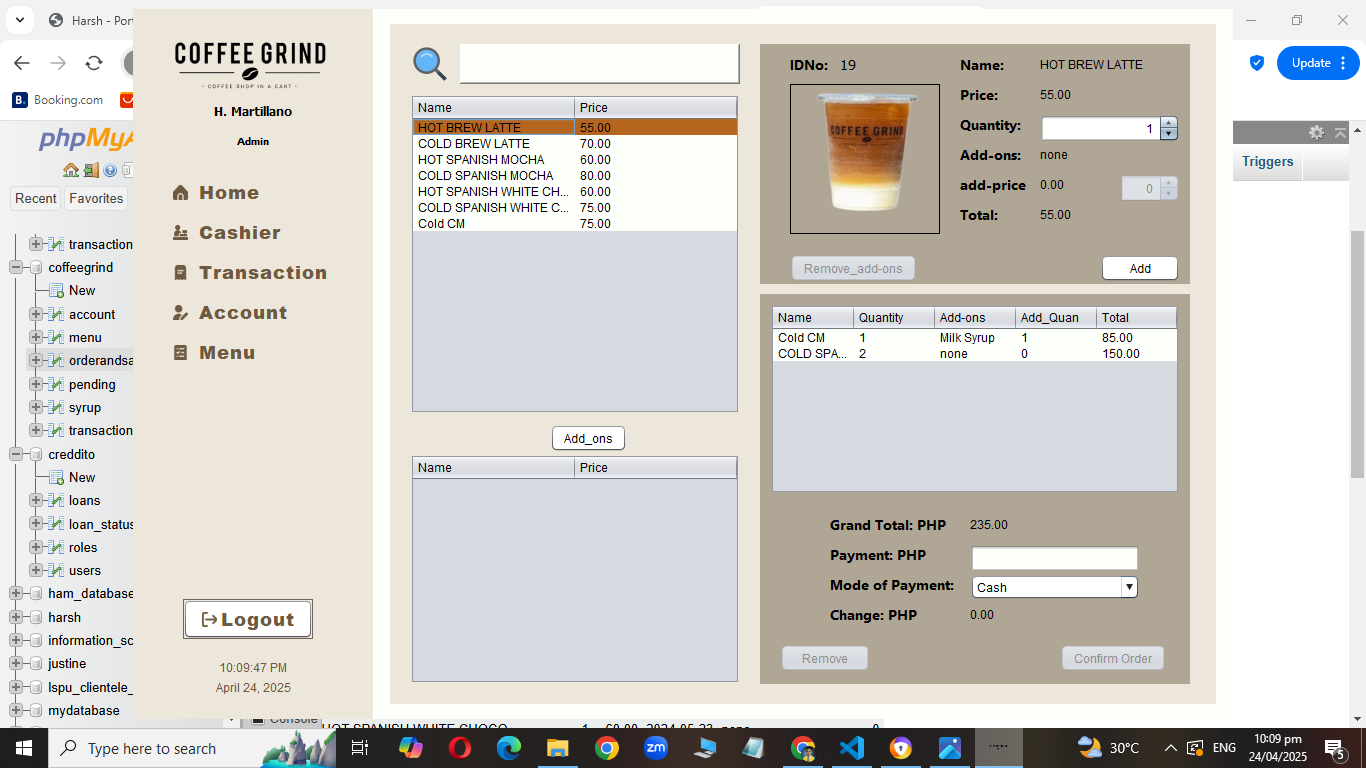 Harsh - Port
Update
Booking.com
phpMyA
Recent
Favorites
transaction
coffeegrind
New
account
menu
orderandsa
pending
syrup
transaction
creddito
New
loans
loan_status
roles
users
ham_database
harsh
information_sc
justine
lspu_clientele_
mydatabase
COFFEE GRIND
- COFFEE SHOP IN A CART -
H. Martillano
Admin
Home
Cashier
Transaction
Account
Menu
Logout
10:09:47 PM
April 24, 2025
Name Price
HOT BREW LATTE 55.00
COLD BREW LATTE 70.00
HOT SPANISH MOCHA 60.00
COLD SPANISH MOCHA 80.00
HOT SPANISH WHITE CH... 60.00
COLD SPANISH WHITE C... 75.00
Cold CM 75.00
Add_ons
Name Price
IDNo: 19
COFFEE GRIND
Remove_add-ons
Name: HOT BREW LATTE
Price: 55.00
Quantity: 1
Add-ons: none
add-price 0.00 0
Total: 55.00
Add
Name Quantity Add-ons Add_Quan Total
Cold CM 1 Milk Syrup 1 85.00
COLD SPA... 2 none 0 150.00
Grand Total: PHP 235.00
Payment: PHP
Mode of Payment: Cash
Change: PHP 0.00
Remove
Confirm Order
Triggers
Console
HOT SPANISH WHITE CHOCO 1 60.00 2024-05-23 none 0
Type here to search
zm
30°C
ENG
10:09 pm
24/04/2025
5